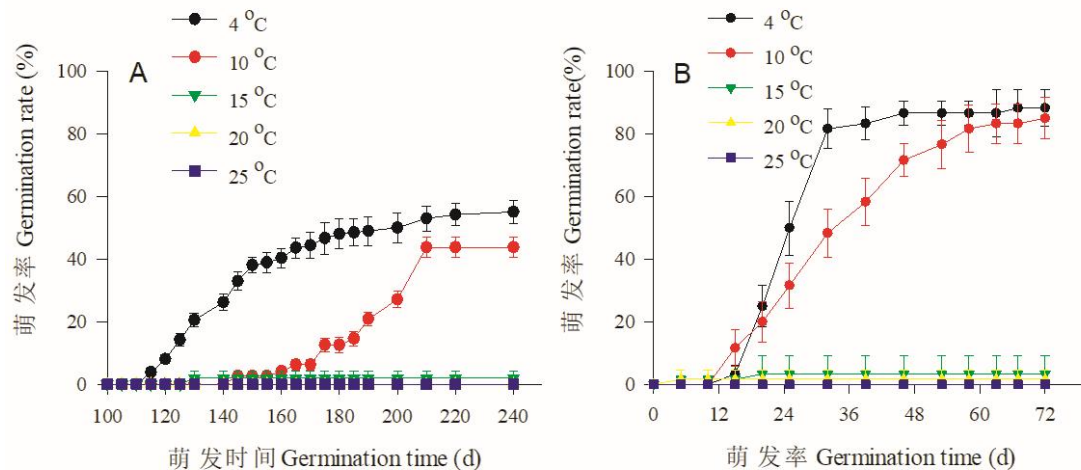 4 °C
10 °C
15 °C
20 °C
25 °C
A
萌发率 Germination rate (%)
100
80
60
40
20
0
100 120 140 160 180 200 220 240
萌发时间 Germination time (d)
4 °C
10 °C
15 °C
20 °C
25 °C
B
萌发率 Germination rate(%)
100
80
60
40
20
0
0 12 24 36 48 60 72
萌发率 Germination time (d)